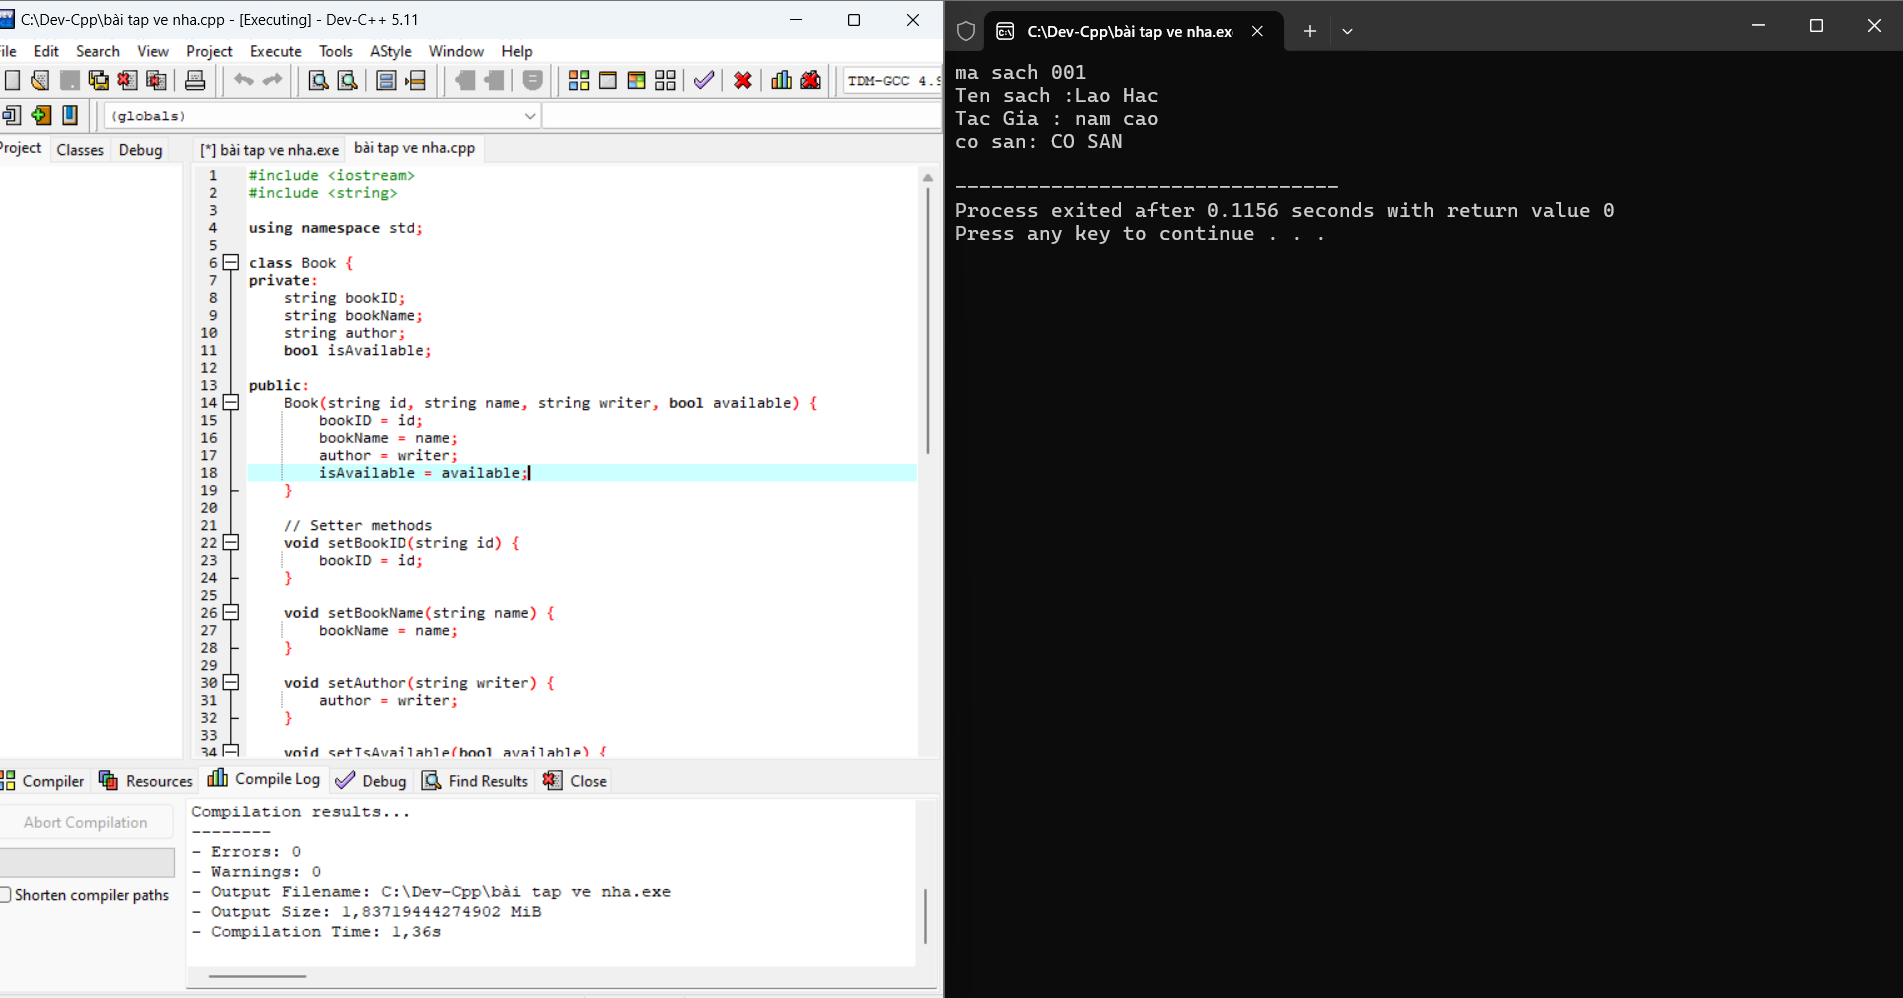 C:\Dev-Cpp\bài tap ve nha.cpp - [Executing] - Dev-C++ 5.11
Edit Search View Project Execute Tools AStyle Window Help
TDM-GCC
(globals)
Project Classes Debug
[*] bài tap ve nha.exe bài tap ve nha.cpp
1 #include <iostream>
2 #include <string>
3
4 using namespace std;
5
6 class Book {
7 private:
8 string bookID;
9 string bookName;
10 string author;
11 bool isAvailable;
12
13 public:
14 Book(string id, string name, string writer, bool available) {
15 bookID = id;
16 bookName = name;
17 author = writer;
18 isAvailable = available;
19 }
20
21 // Setter methods
22 void setBookID(string id) {
23 bookID = id;
24 }
25
26 void setBookName(string name) {
27 bookName = name;
28 }
29
30 void setAuthor(string writer) {
31 author = writer;
32 }
33
34 void setIsAvailable(bool available) {
Compiler Resources Compile Log Debug Find Results Close
Abort Compilation
Shorten compiler paths
Compilation results...
--------
- Errors: 0
- Warnings: 0
- Output Filename: C:\Dev-Cpp\bài tap ve nha.exe
- Output Size: 1,83719444274902 MiB
- Compilation Time: 1,36s
C:\Dev-Cpp\bài tap ve nha.ex
ma sach 001
Ten sach :Lao Hac
Tac Gia : nam cao
co san: CO SAN
--------------------------------
Process exited after 0.1156 seconds with return value 0
Press any key to continue . . .